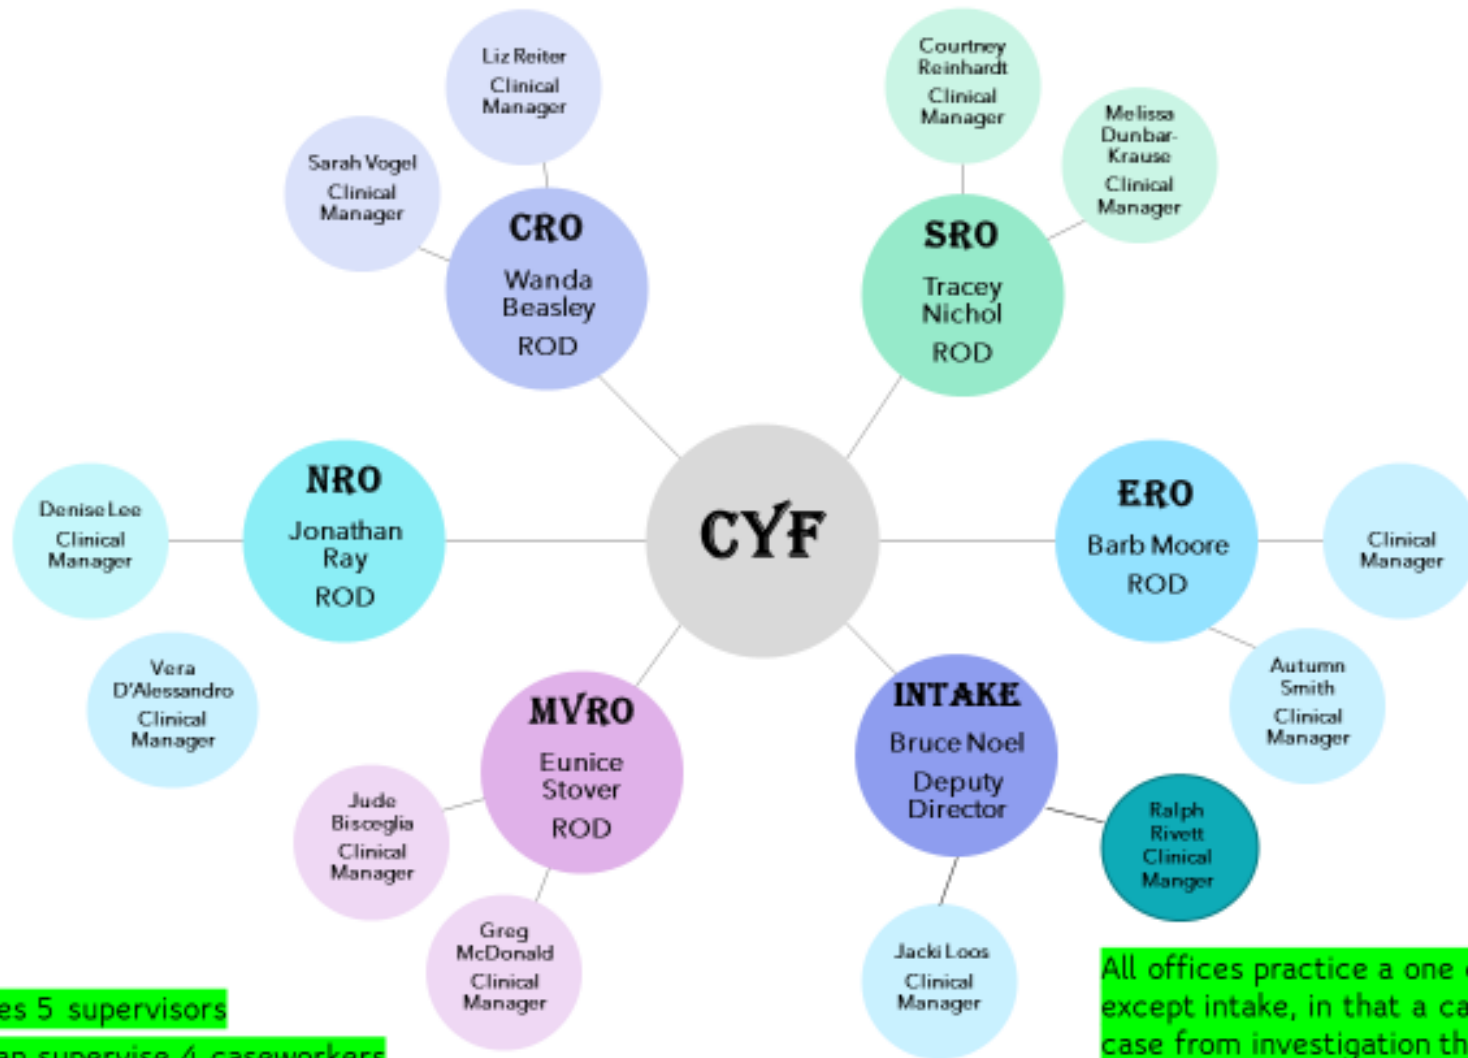 Liz Reiter
Clinical
Manager
Sarah Vogel
Clinical
Manager
CRO
Wanda
Beasley
ROD
Courtney
Reinhardt
Clinical
Manager
Melissa
Dunbar-
Krause
Clinical
Manager
SRO
Tracey
Nichol
ROD
NRO
Jonathan
Ray
ROD
Denise Lee
Clinical
Manager
Vera
D'Alessandro
Clinical
Manager
CYF
ERO
Barb Moore
ROD
Clinical
Manager
Autumn
Smith
Clinical
Manager
MVRO
Eunice
Stover
ROD
Jude
Bisceglia
Clinical
Manager
Greg
McDonald
Clinical
Manager
INTAKE
Bruce Noel
Deputy
Director
Ralph
Rivett
Clinical
Manger
Jacki Loos
Clinical
Manager
es 5 supervisors
an supervise 4 caseworkers
All offices practice a one
except intake, in that a ca
case from investigation th